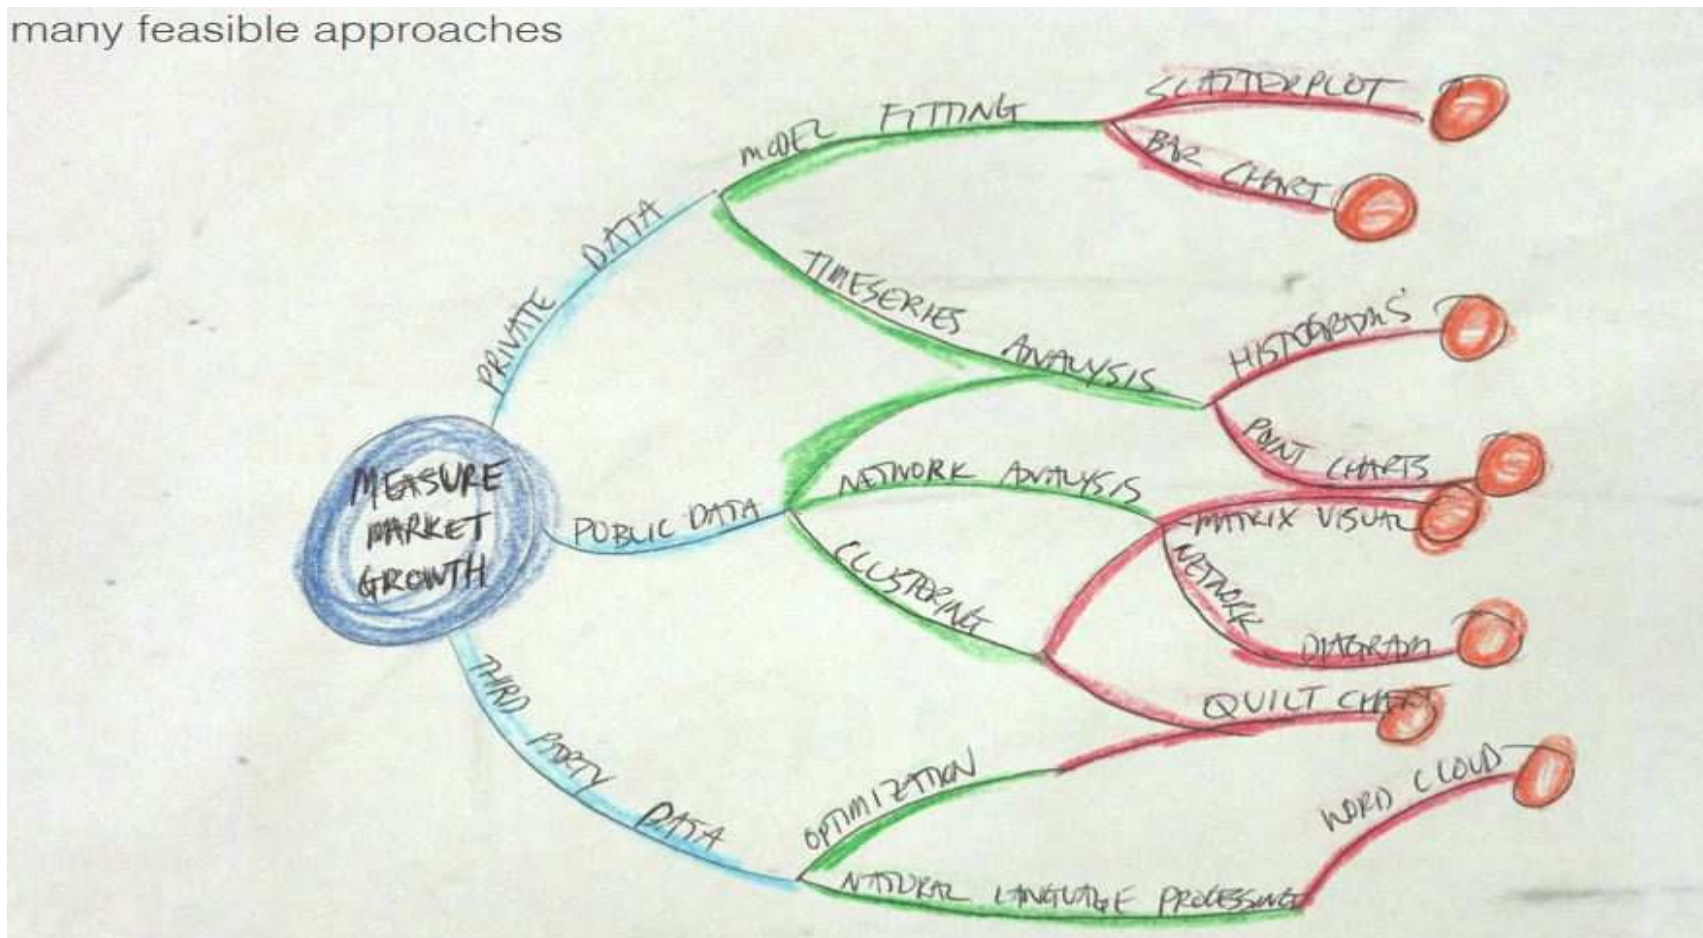 many feasible approaches
SCATTERPLOT
MODEL FITTING
BAR CHART
PRIVATE DATA
TIMESERIES ANALYSIS
HISTOGRAMS
POINT CHARTS
MEASURE
MARKET
GROWTH
PUBLIC DATA
NETWORK ANALYSIS
MATRIX VISUAL
CLUSTERING
NETWORK DIAGRAM
QUILT CHART
THIRD PARTY DATA
OPTIMIZATION
WORD CLOUD
NATURAL LANGUAGE PROCESSING